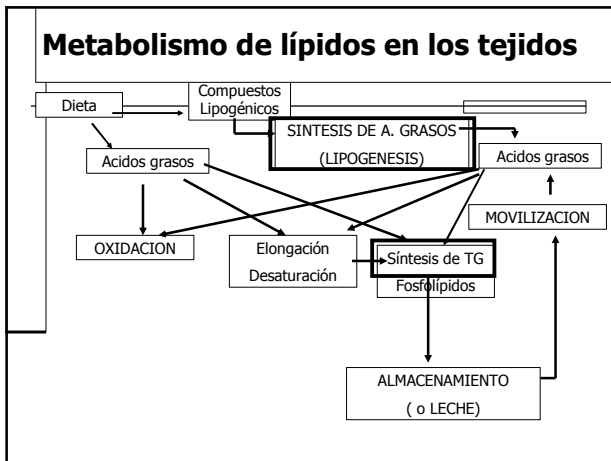 Metabolismo de lípidos en los tejidos
Compuestos
Lipogénicos
Dieta
SINTESIS DE A. GRASOS
(LIPOGENESIS)
Acidos grasos
Acidos grasos
MOVILIZACION
OXIDACION
Elongación
Desaturación
Síntesis de TG
Fosfolípidos
ALMACENAMIENTO
( o LECHE)